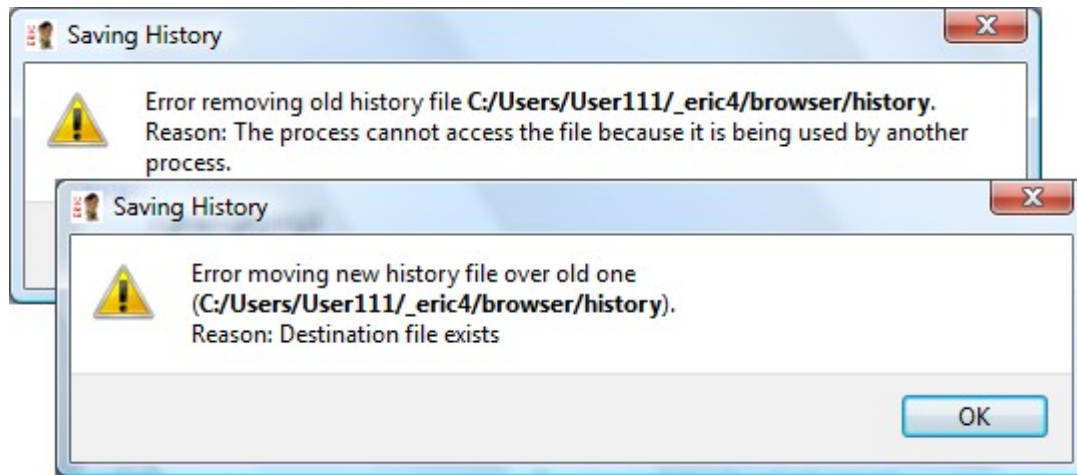 ERIC
Saving History
X
Error removing old history file C:/Users/User111/_eric4/browser/history.
Reason: The process cannot access the file because it is being used by another
process.
ERIC
Saving History
X
Error moving new history file over old one
(C:/Users/User111/_eric4/browser/history).
Reason: Destination file exists
OK